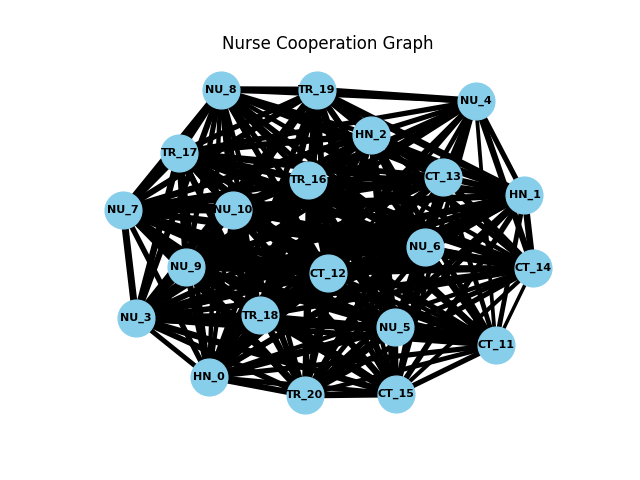 Nurse Cooperation Graph
NU_8
TR_19
NU_4
HN_2
TR_17
TR_16
CT_13
HN_1
NU_7
NU_10
NU_6
NU_9
CT_12
CT_14
NU_3
TR_18
NU_5
CT_11
HN_0
TR_20
CT_15